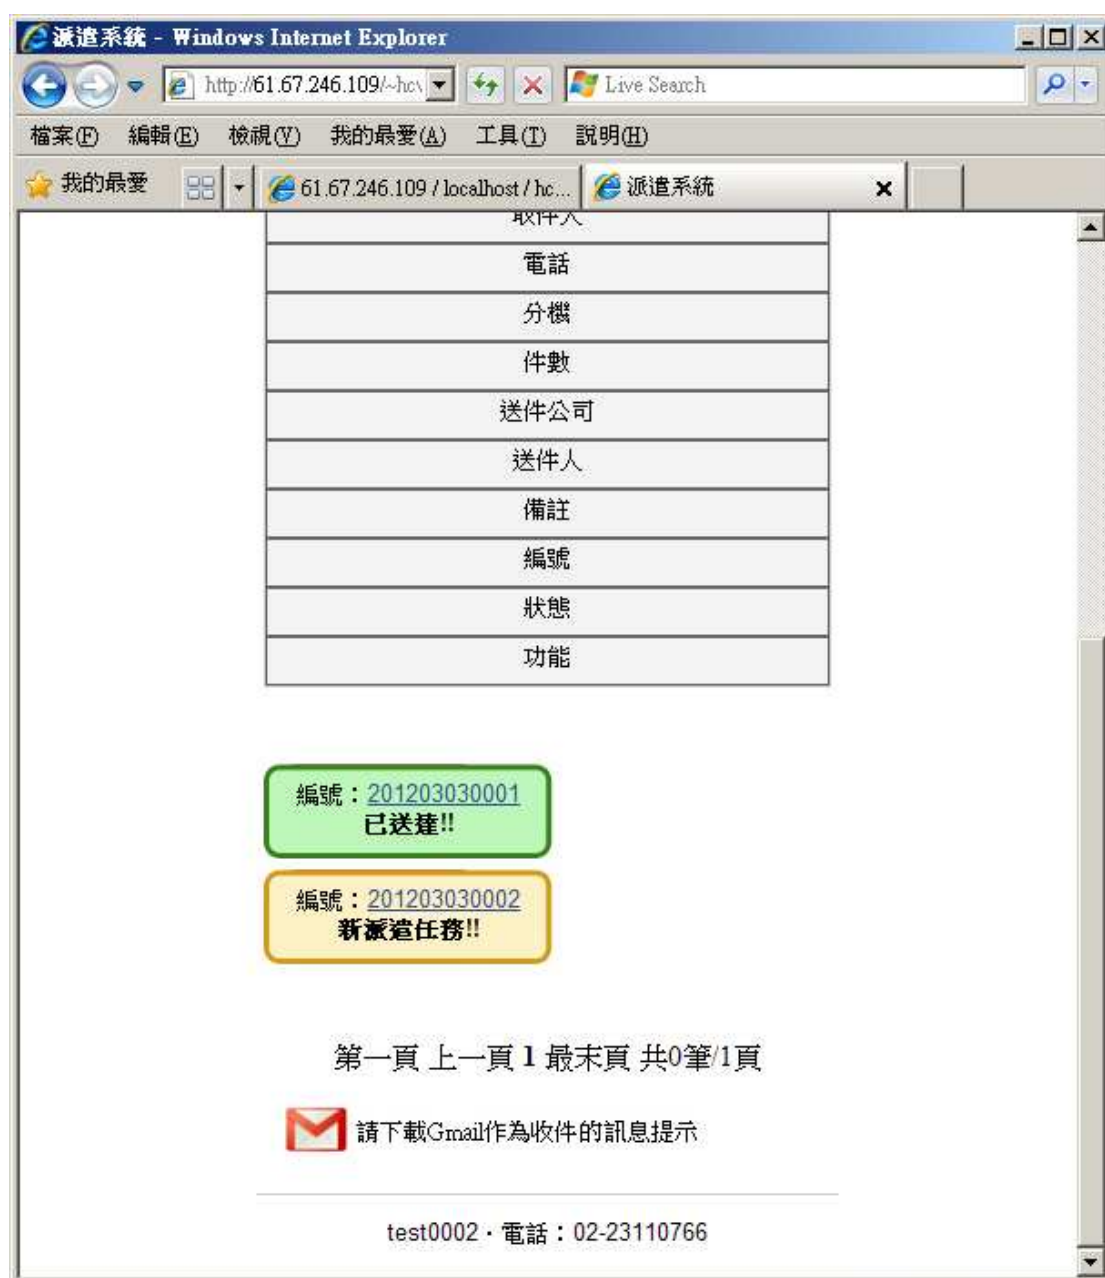 派遣系統 - Windows Internet Explorer
http://61.67.246.109/~hcv
Live Search
檔案(F) 編輯(E) 檢視(V) 我的最愛(A) 工具(T) 說明(H)
我的最愛 61.67.246.109 / localhost / hc... 派遣系統
取件人
電話
分機
件數
送件公司
送件人
備註
編號
狀態
功能
編號：201203030001
已送達!!
編號：201203030002
新派遣任務!!
第一頁 上一頁 1 最末頁 共0筆/1頁
請下載Gmail作為收件的訊息提示
test0002・電話：02-23110766